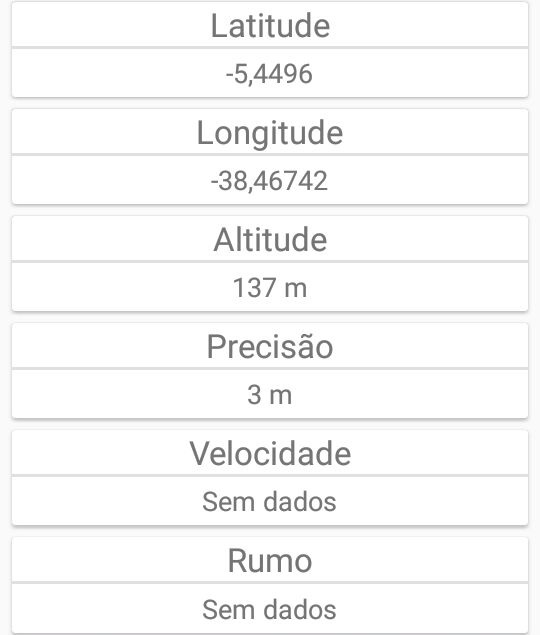 Latitude
-5,4496
Longitude
-38,46742
Altitude
137 m
Precisão
3 m
Velocidade
Sem dados
Rumo
Sem dados